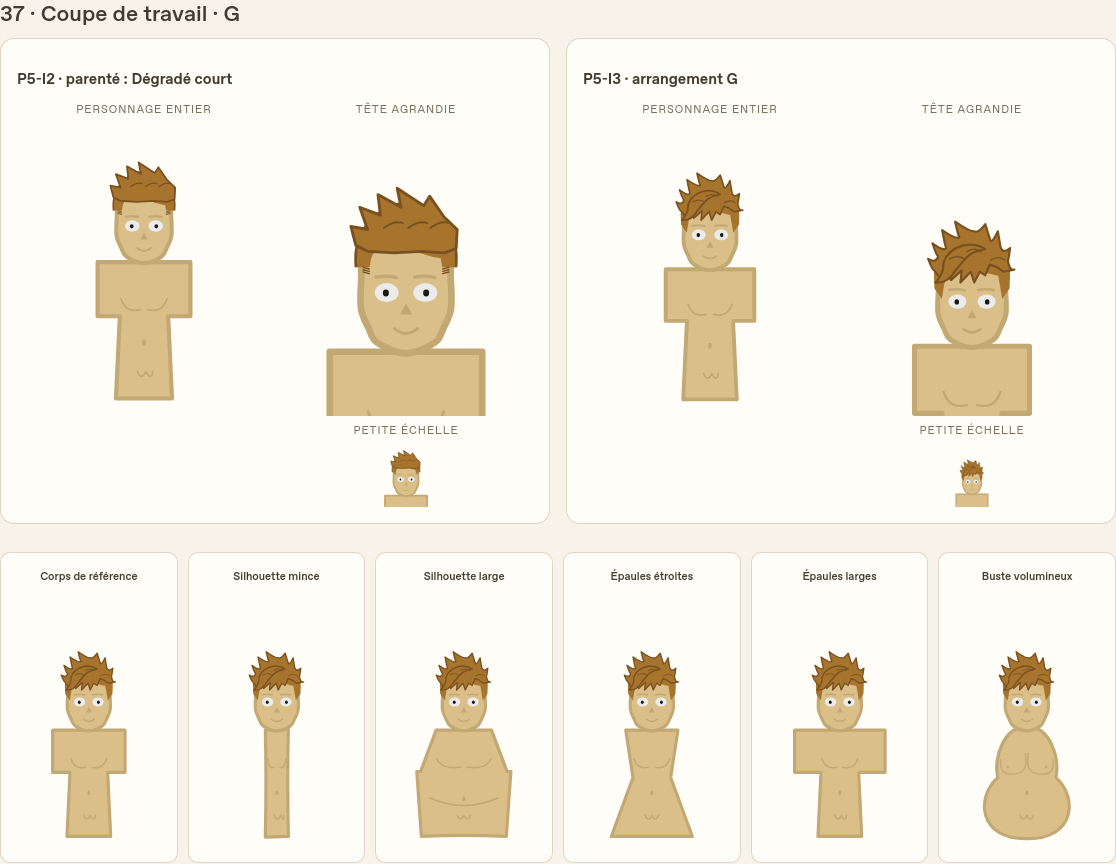 37 · Coupe de travail · G
P5-I2 · parenté : Dégradé court
PERSONNAGE ENTIER
TÊTE AGRANDIE
PETITE ÉCHELLE
P5-I3 · arrangement G
PERSONNAGE ENTIER
TÊTE AGRANDIE
PETITE ÉCHELLE
Corps de référence
Silhouette mince
Silhouette large
Épaules étroites
Épaules larges
Buste volumineux